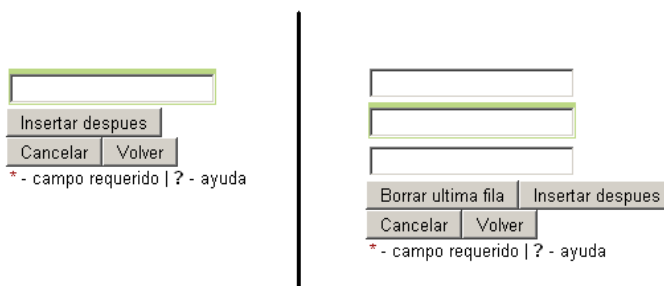 Insertar despues
Cancelar Volver
* - campo requerido | ? - ayuda
Borrar ultima fila Insertar despues
Cancelar Volver
* - campo requerido | ? - ayuda